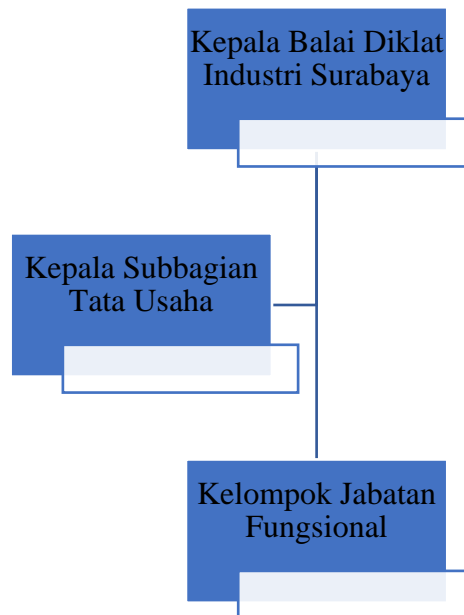 Kepala Balai Diklat
Industri Surabaya
Kepala Subbagian
Tata Usaha
Kelompok Jabatan
Fungsional